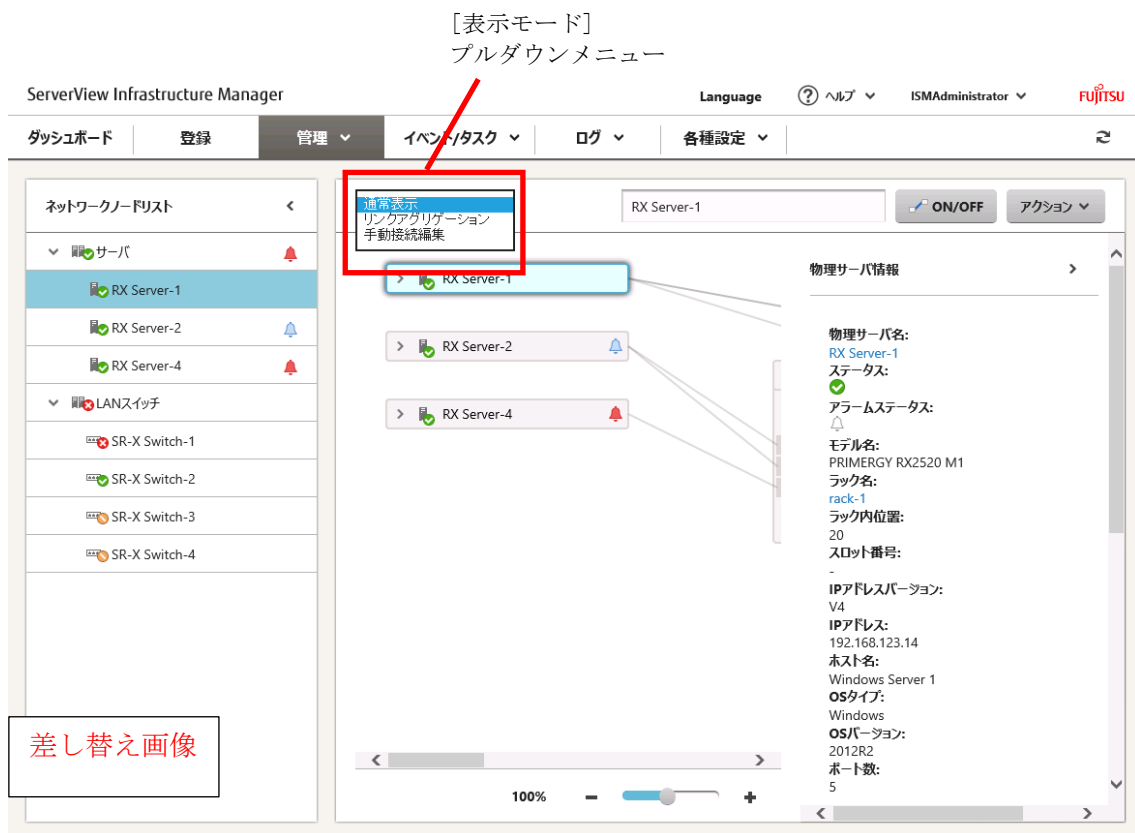 [表示モード]
プルダウンメニュー
ServerView Infrastructure Manager
Language
? ヘルプ
ISMAdministrator
FUJITSU
ダッシュボード
登録
管理
イベント/タスク
ログ
各種設定
ネットワークノードリスト
サーバ
RX Server-1
RX Server-2
RX Server-4
LANスイッチ
SR-X Switch-1
SR-X Switch-2
SR-X Switch-3
SR-X Switch-4
通常表示
リンクアグリゲーション
手動接続編集
RX Server-1
ON/OFF
アクション
RX Server-1
RX Server-2
RX Server-4
100%
物理サーバ情報
物理サーバ名:
RX Server-1
ステータス:
アラームステータス:
モデル名:
PRIMERGY RX2520 M1
ラック名:
rack-1
ラック内位置:
20
スロット番号:
-
IPアドレスバージョン:
V4
IPアドレス:
192.168.123.14
ホスト名:
Windows Server 1
OSタイプ:
Windows
OSバージョン:
2012R2
ポート数:
5
差し替え画像